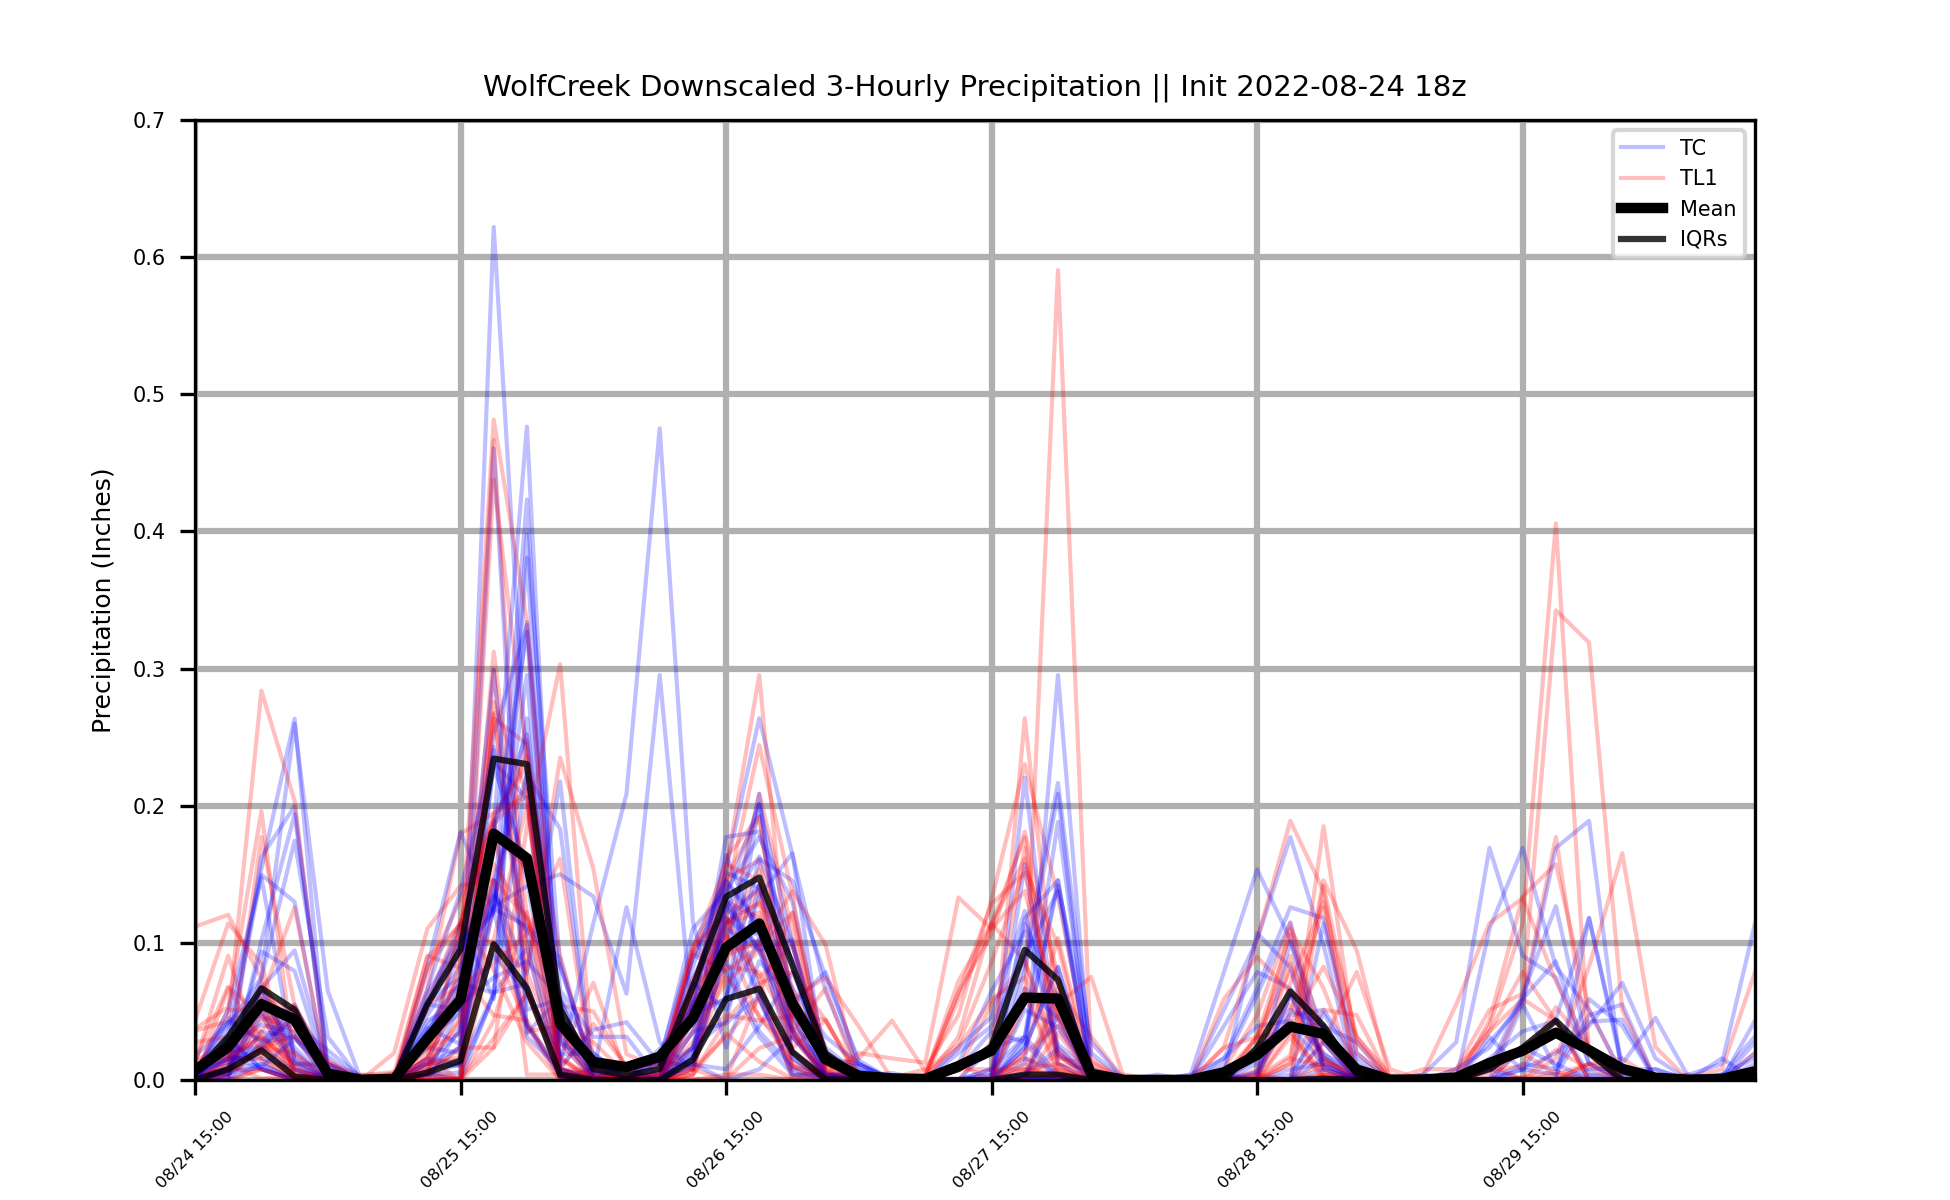 WolfCreek Downscaled 3-Hourly Precipitation || Init 2022-08-24 18z
0.7
0.6
0.5
0.4
0.3
0.2
0.1
0.0
Precipitation (Inches)
TC
TL1
Mean
IQRs
08/24 15:00
08/25 15:00
08/26 15:00
08/27 15:00
08/28 15:00
08/29 15:00